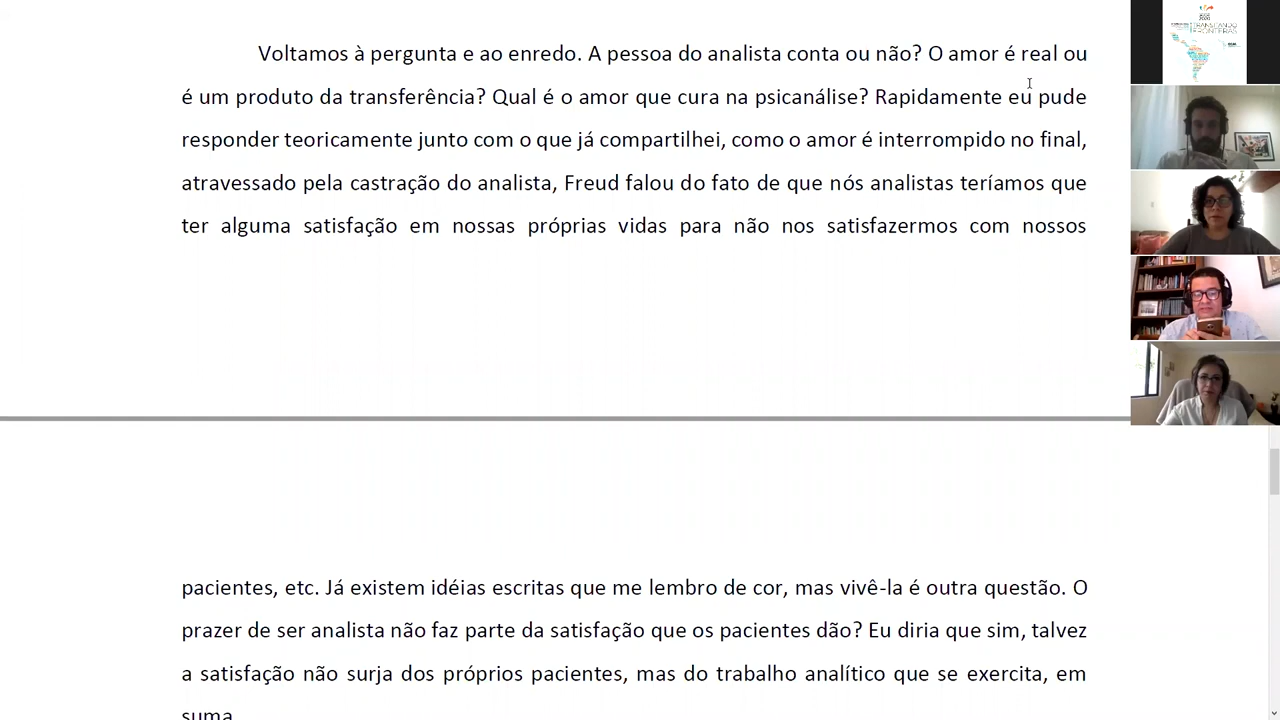 Voltamos à pergunta e ao enredo. A pessoa do analista conta ou não? O amor é real ou
é um produto da transferência? Qual é o amor que cura na psicanálise? Rapidamente eu pude
responder teoricamente junto com o que já compartilhei, como o amor é interrompido no final,
atravessado pela castração do analista, Freud falou do fato de que nós analistas teríamos que
ter alguma satisfação em nossas próprias vidas para não nos satisfazermos com nossos
pacientes, etc. Já existem idéias escritas que me lembro de cor, mas vivê-la é outra questão. O
prazer de ser analista não faz parte da satisfação que os pacientes dão? Eu diria que sim, talvez
a satisfação não surja dos próprios pacientes, mas do trabalho analítico que se exercita, em
suma
TRANSITANDO
FRONTEIRAS